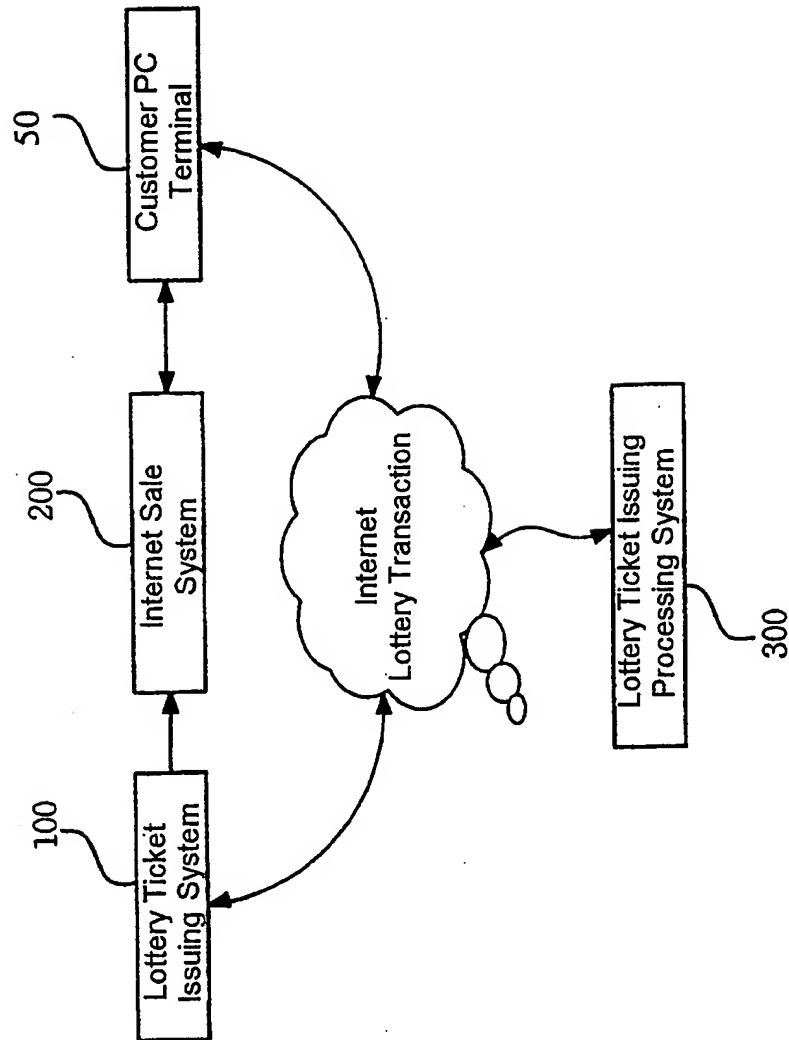 100
Lottery Ticket
Issuing System
200
Internet Sale
System
50
Customer PC
Terminal
Internet
Lottery Transaction
Lottery Ticket Issuing
Processing System
300